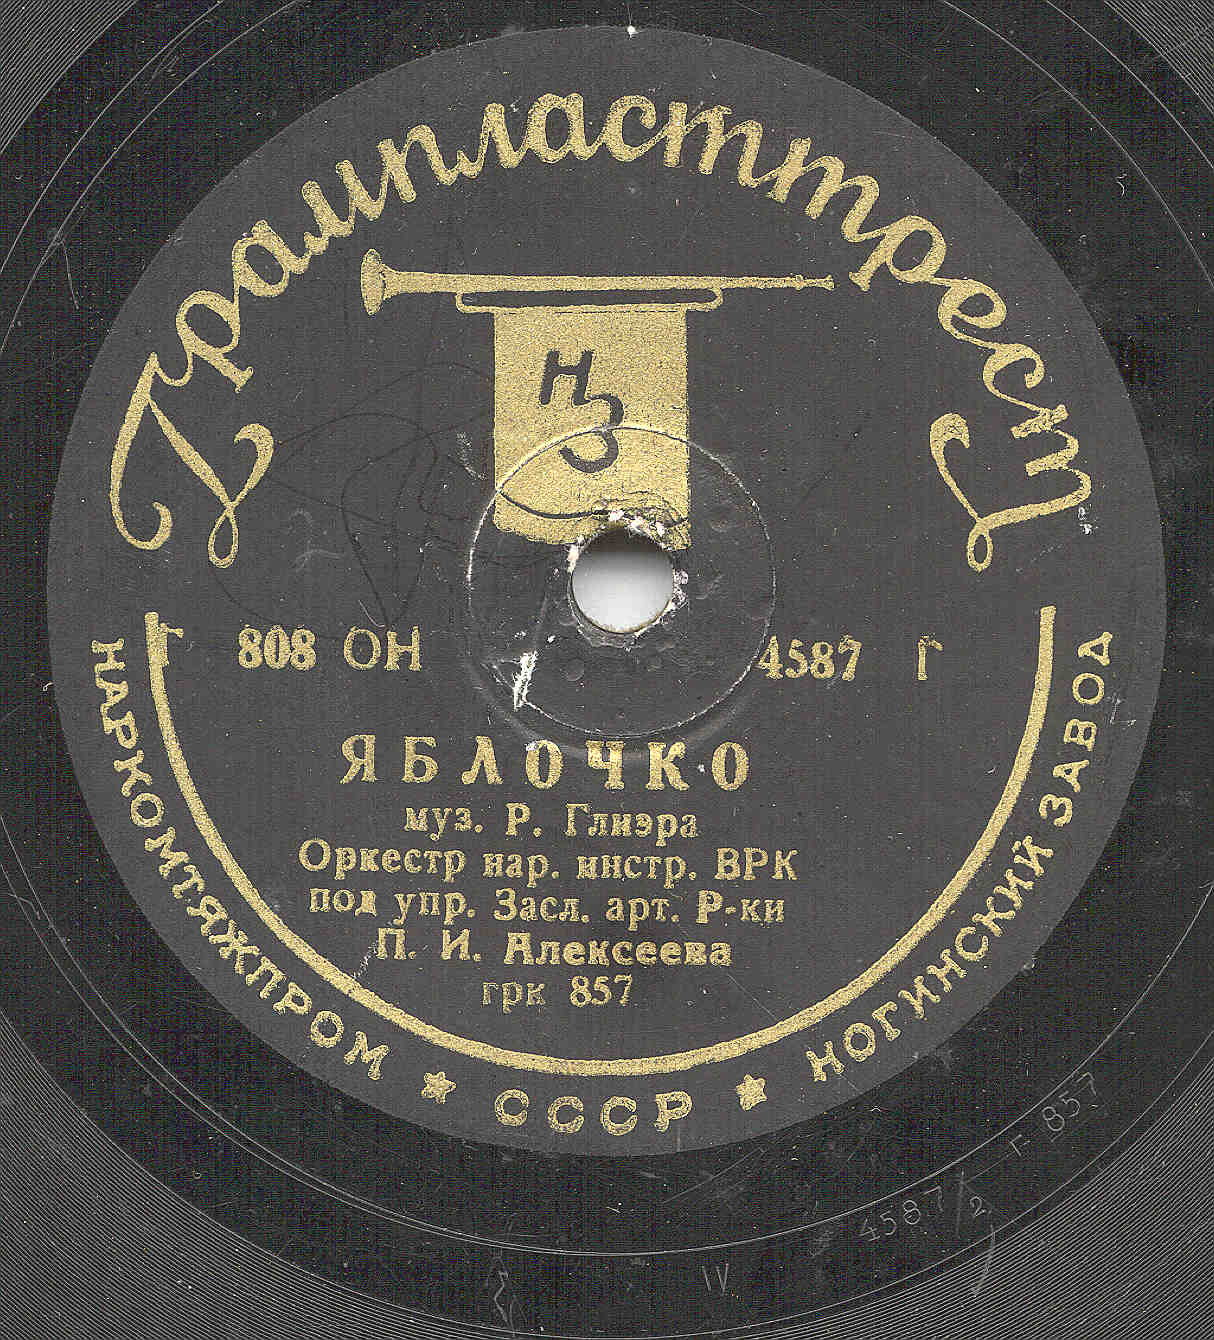 Грампласттрест
НЗ
808 ОН 4587 Г
ЯБЛОЧКО
муз. Р. Глиэра
Оркестр нар. инстр. ВРК
под упр. Засл. арт. Р-ки
П. И. Алексеева
грк 857
НАРКОМТЯЖПРОМ ★ СССР ★ НОГИНСКИЙ ЗАВОД
4587/2 Г 857
IV